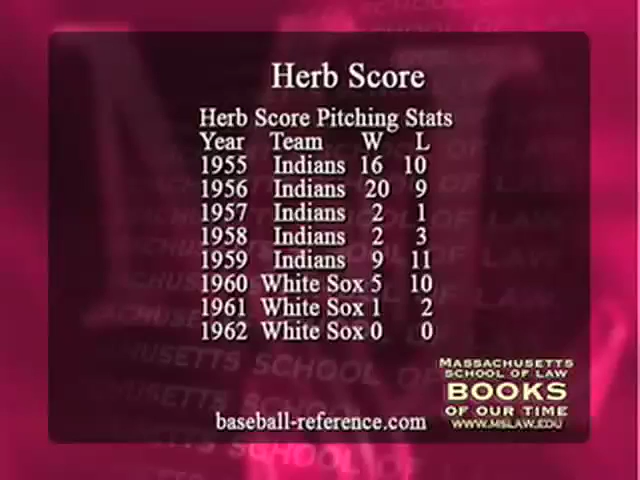 Herb Score
Herb Score Pitching Stats
Year Team W L
1955 Indians 16 10
1956 Indians 20 9
1957 Indians 2 1
1958 Indians 2 3
1959 Indians 9 11
1960 White Sox 5 10
1961 White Sox 1 2
1962 White Sox 0 0
baseball-reference.com
MASSACHUSETTS
SCHOOL OF LAW
BOOKS
OF OUR TIME
WWW.MSLAW.EDU